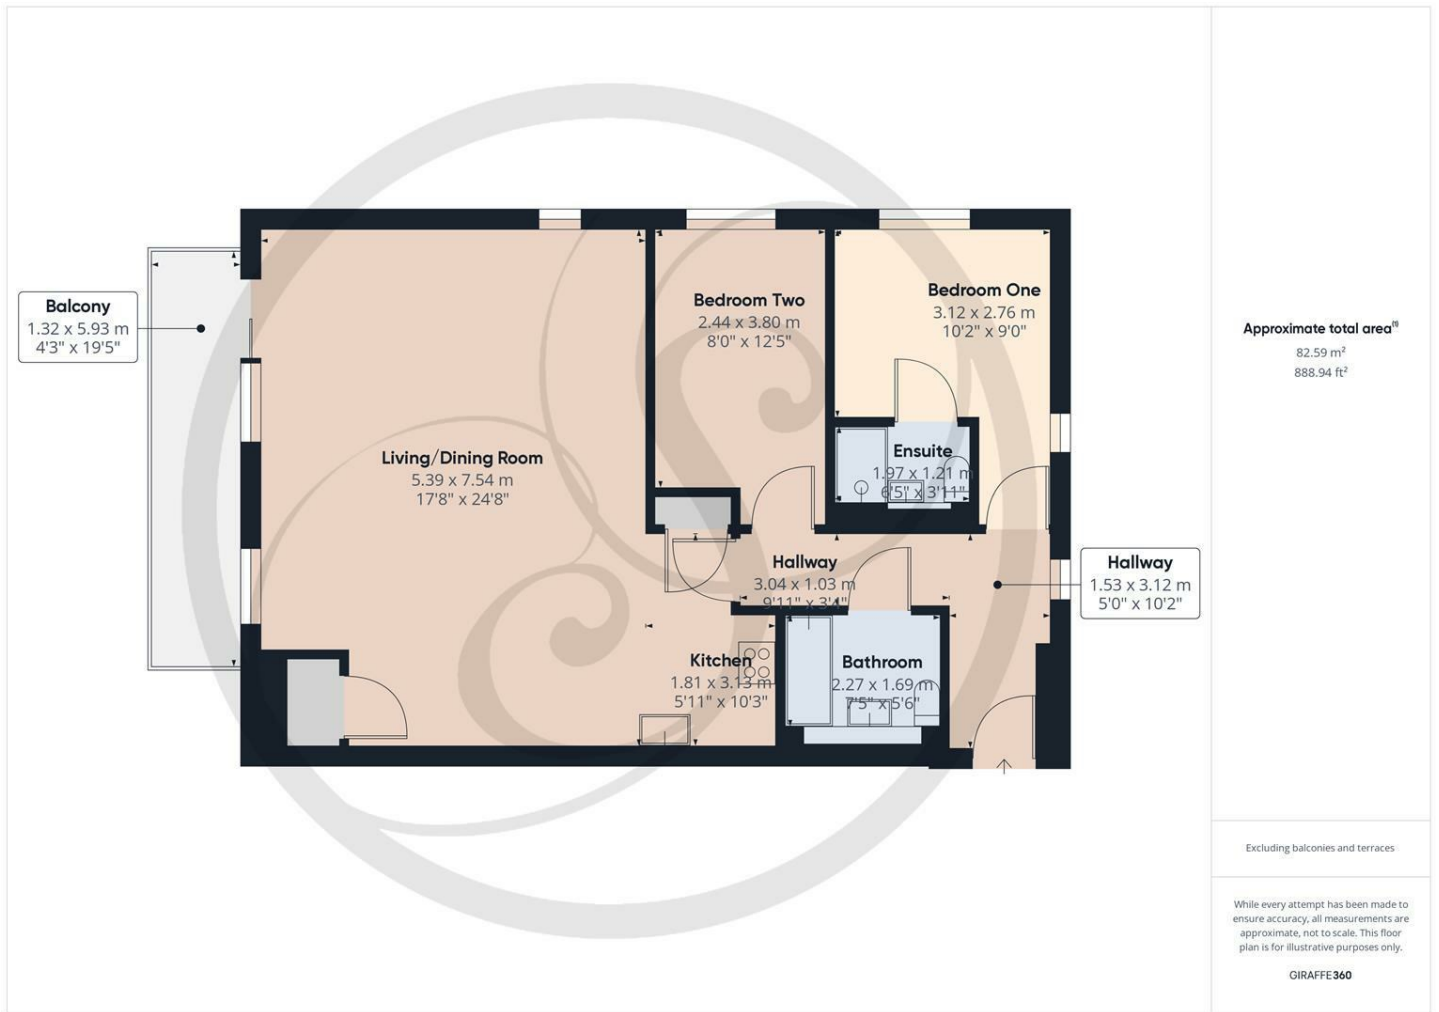 Balcony
1.32 x 5.93 m
4'3" x 19'5"
Living/Dining Room
5.39 x 7.54 m
17'8" x 24'8"
Bedroom Two
2.44 x 3.80 m
8'0" x 12'5"
Bedroom One
3.12 x 2.76 m
10'2" x 9'0"
Ensuite
1.97 x 1.21 m
6'5" x 3'11"
Hallway
3.04 x 1.03 m
9'11" x 3'4"
Hallway
1.53 x 3.12 m
5'0" x 10'2"
Kitchen
1.81 x 3.13 m
5'11" x 10'3"
Bathroom
2.27 x 1.69 m
7'5" x 5'6"
Approximate total area(1)
82.59 m²
888.94 ft²
Excluding balconies and terraces
While every attempt has been made to
ensure accuracy, all measurements are
approximate, not to scale. This floor
plan is for illustrative purposes only.
GIRAFFE360